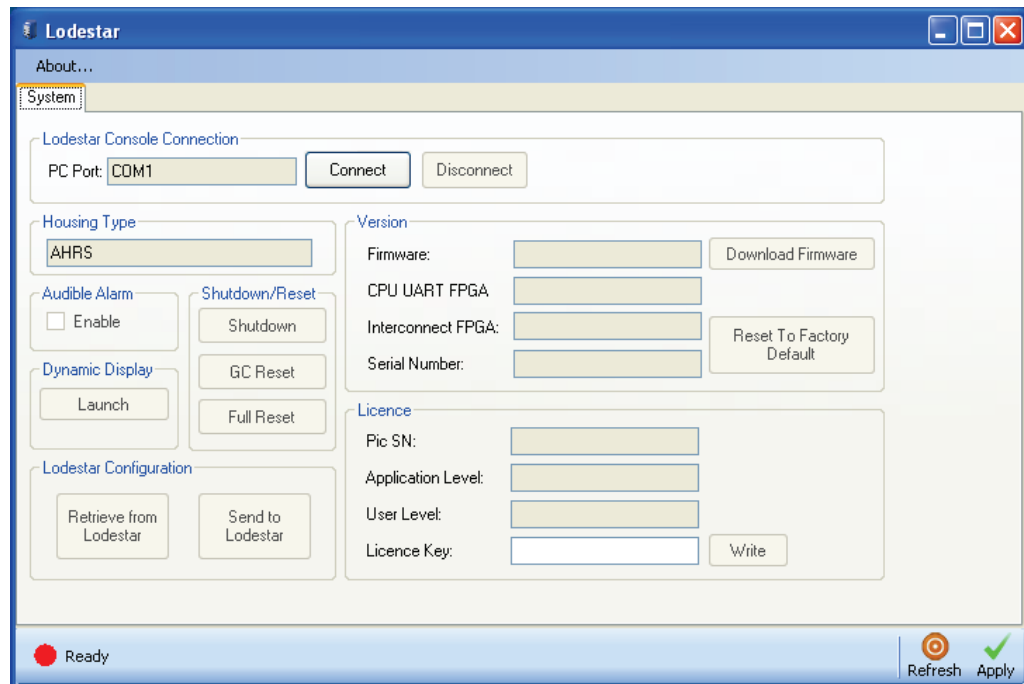 Lodestar
About...
System
Lodestar Console Connection
PC Port: COM1 Connect Disconnect
Housing Type
AHRS
Audible Alarm
Enable
Dynamic Display
Launch
Shutdown/Reset
Shutdown
GC Reset
Full Reset
Lodestar Configuration
Retrieve from
Lodestar
Send to
Lodestar
Version
Firmware: Download Firmware
CPU UART FPGA
Interconnect FPGA:
Serial Number:
Reset To Factory
Default
Licence
Pic SN:
Application Level:
User Level:
Licence Key: Write
Ready
Refresh Apply